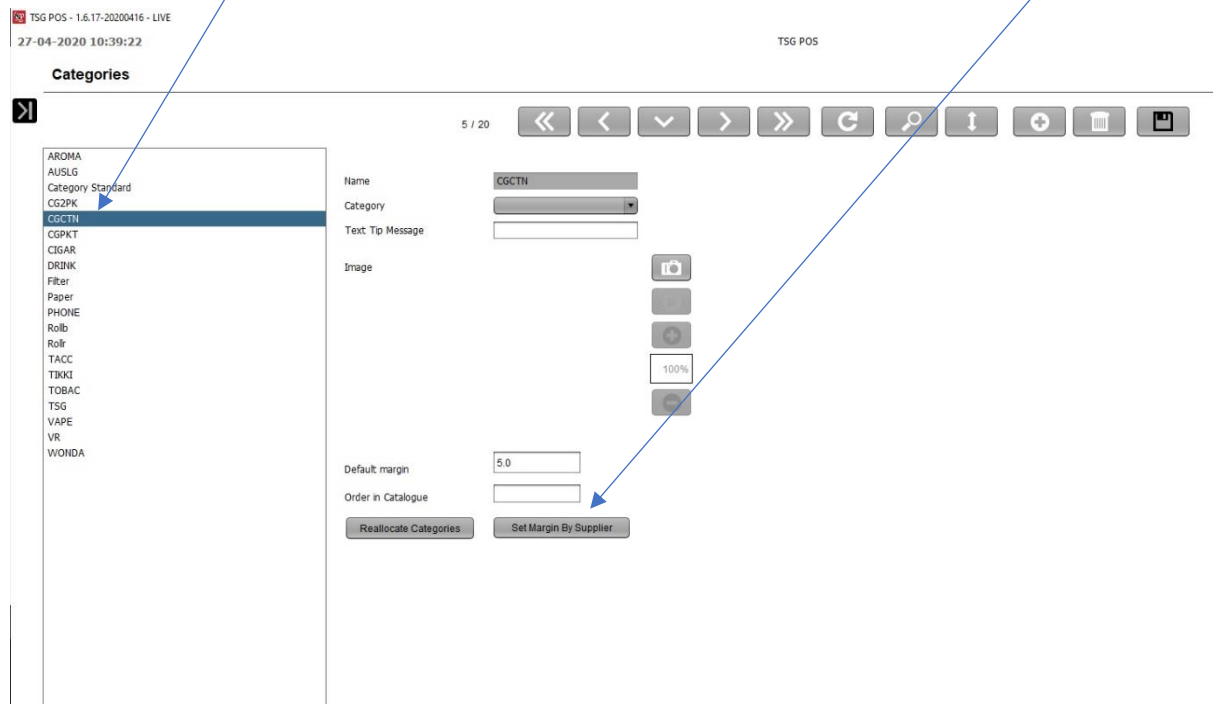 TSG POS - 1.6.17-20200416 - LIVE
27-04-2020 10:39:22
TSG POS
Categories
5 / 20
AROMA
AUSLG
Category Standard
CG2PK
CGCTN
CGPKT
CIGAR
DRINK
Filter
Paper
PHONE
Rollb
Rollr
TACC
TIKKI
TOBAC
TSG
VAPE
VR
WONDA
Name CGCTN
Category
Text Tip Message
Image
100%
Default margin 5.0
Order in Catalogue
Reallocate Categories Set Margin By Supplier